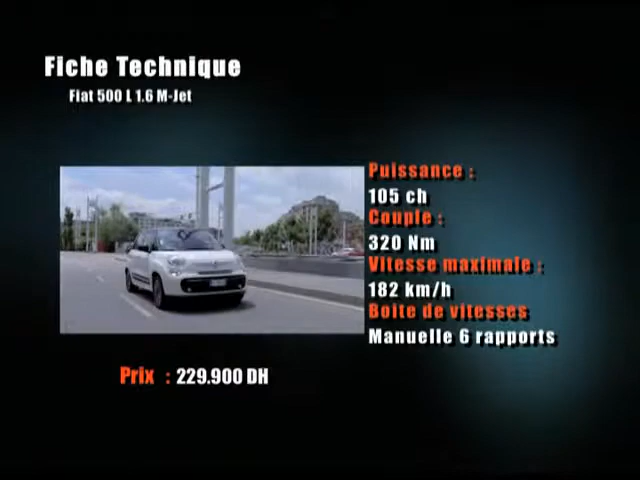 Fiche Technique
Fiat 500 L 1.6 M-Jet
Puissance :
105 ch
Couple :
320 Nm
Vitesse maximale :
182 km/h
Boite de vitesses
Manuelle 6 rapports
Prix : 229.900 DH